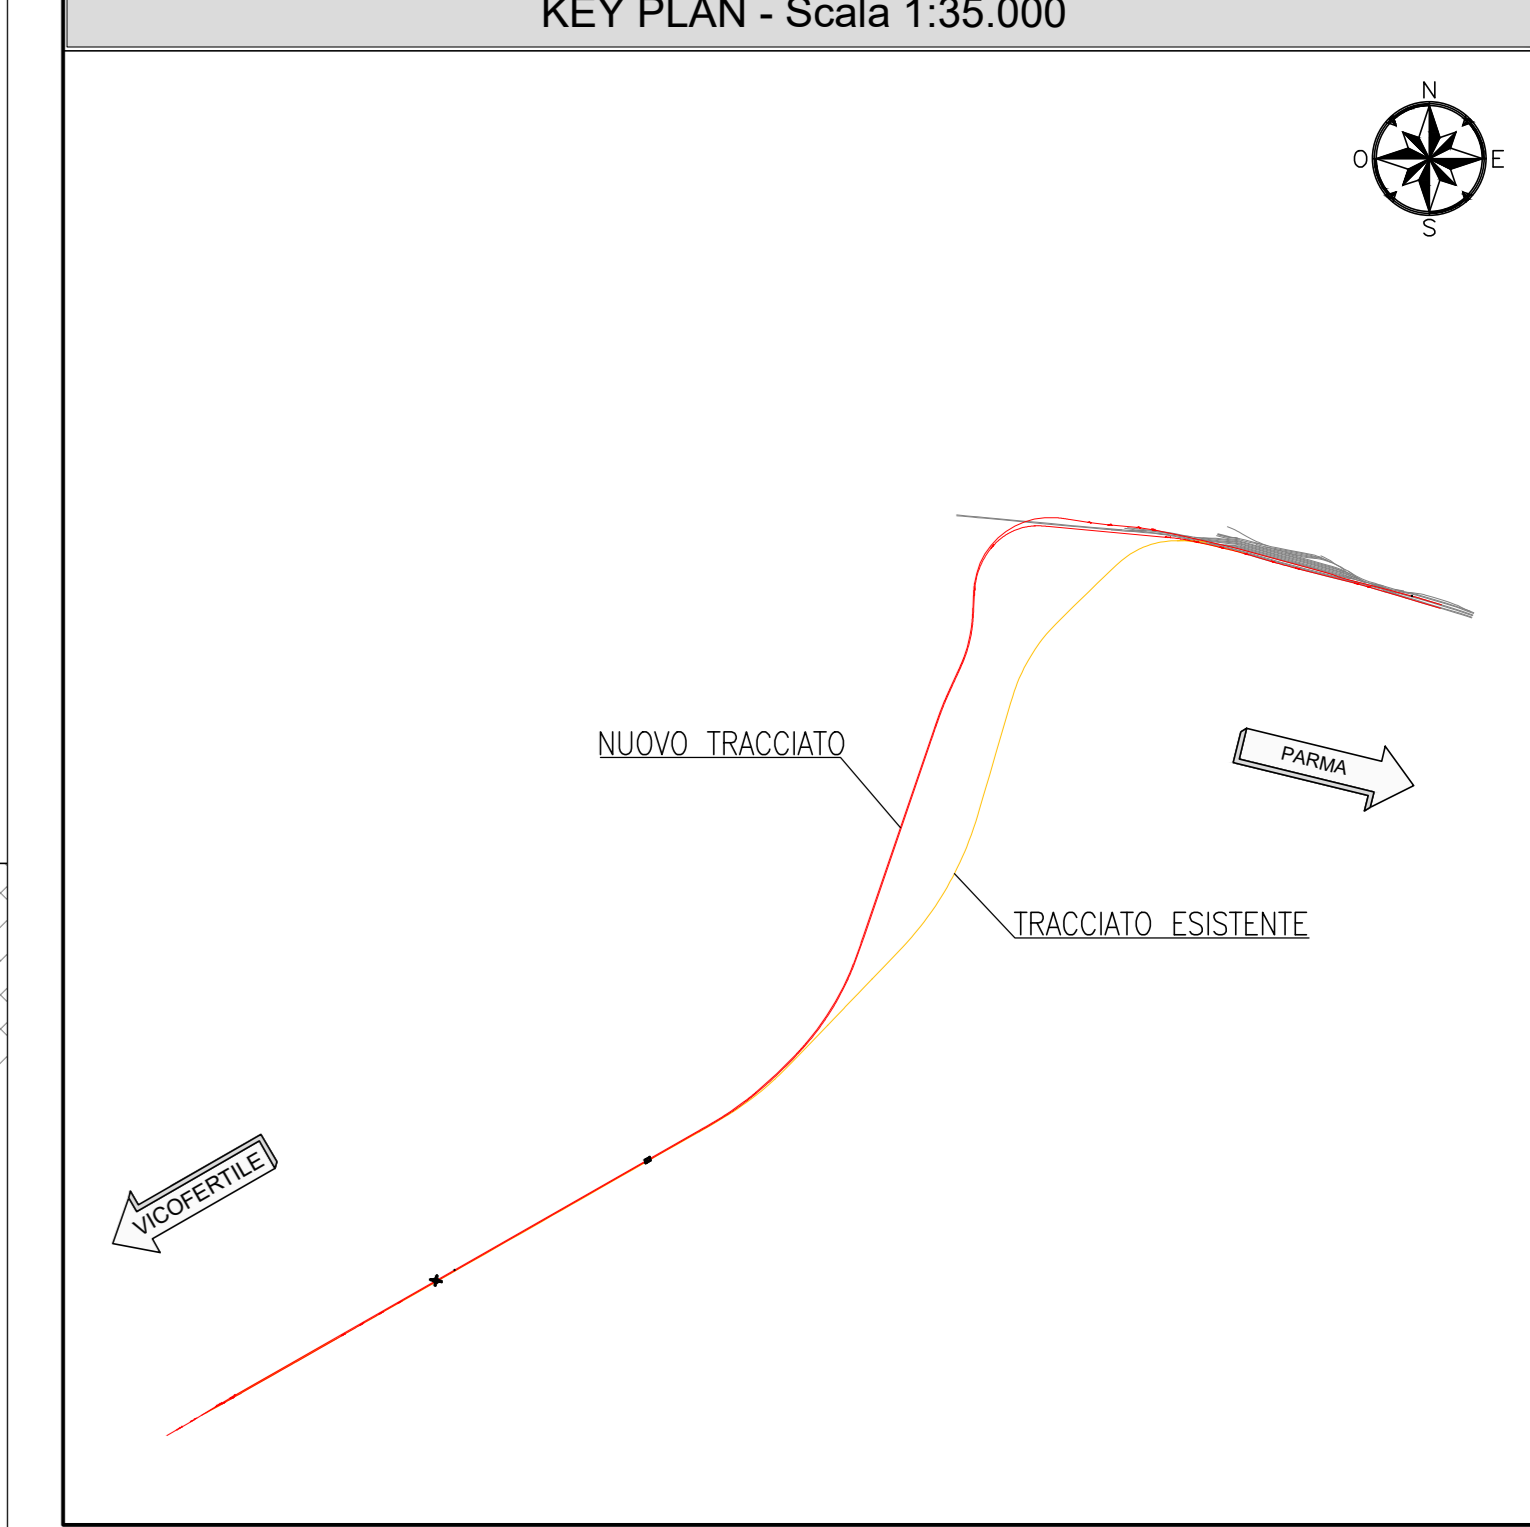 KEY PLAN - Scala 1:35.000
N
O
E
S
NUOVO TRACCIATO
PARMA
TRACCIATO ESISTENTE
VICOFERTILE